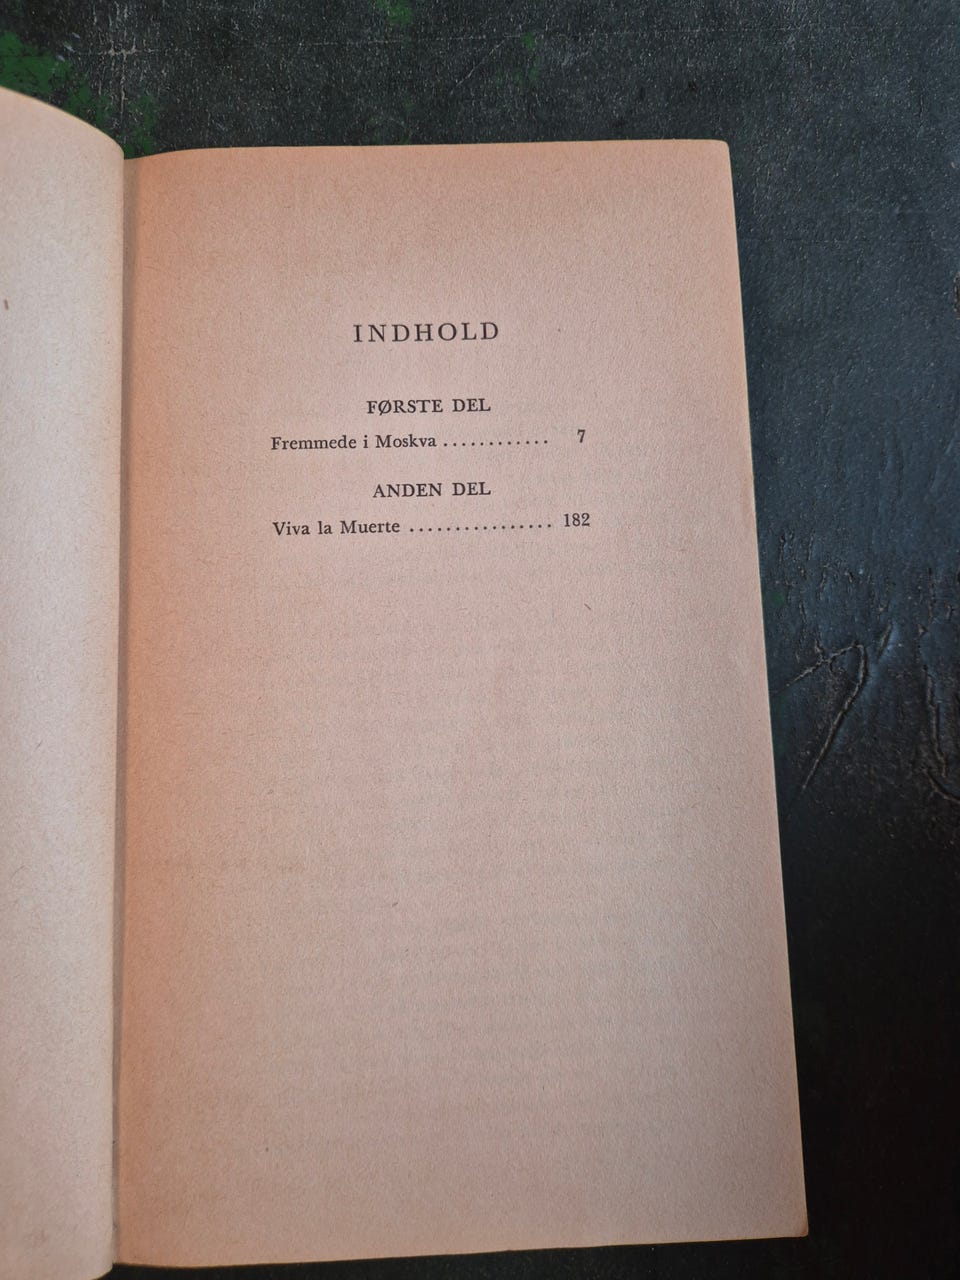 INDHOLD
FØRSTE DEL
Fremmede i Moskva ............ 7
ANDEN DEL
Viva la Muerte ................ 182